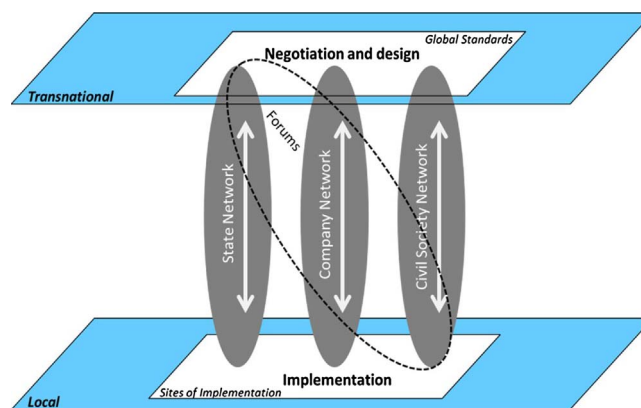 Global Standards
Negotiation and design
Transnational
Forums
State Network
Company Network
Civil Society Network
Implementation
Sites of Implementation
Local